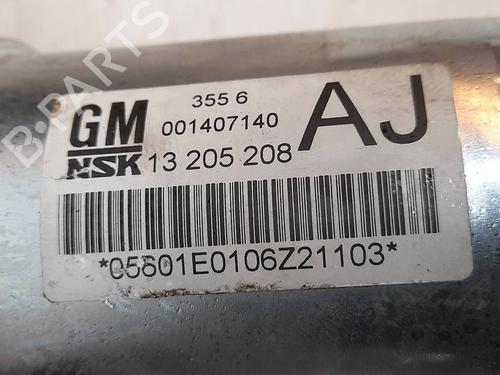 355 6
GM 001407140 AJ
NSK 13 205 208
*05801E0106Z21103*
B-PARTS